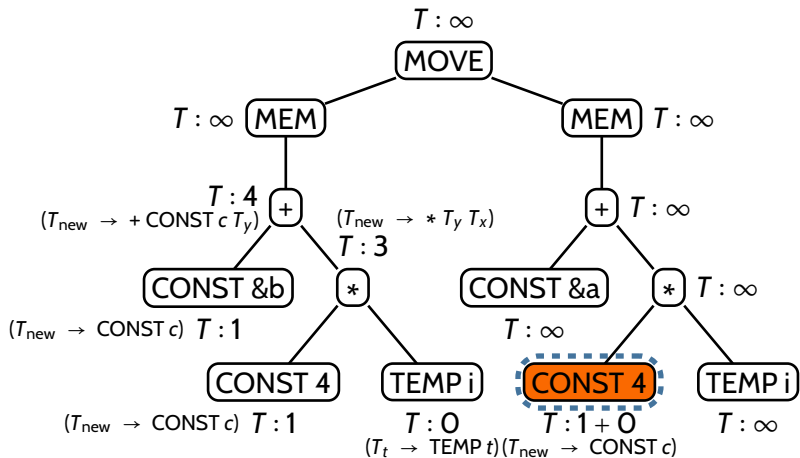 T : ∞
MOVE
T : ∞ MEM MEM T : ∞
T : 4
(T_new → + CONST c T_y) + (T_new → * T_y T_x) + T : ∞
T : 3
CONST &b * CONST &a * T : ∞
(T_new → CONST c) T : 1 T : ∞
CONST 4 TEMP i CONST 4 TEMP i
(T_new → CONST c) T : 1 T : 0 T : 1 + 0 T : ∞
(T_t → TEMP t) (T_new → CONST c)